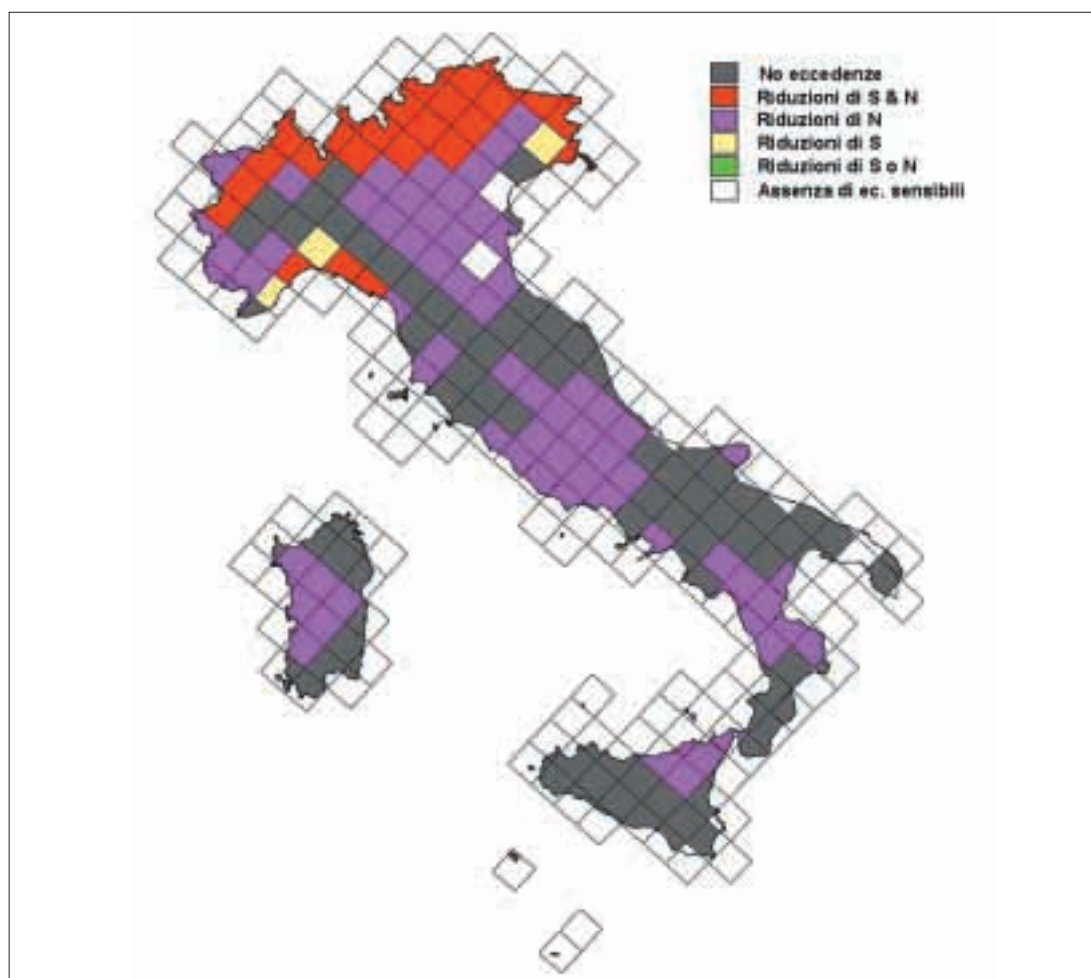 No eccedenze
Riduzioni di S & N
Riduzioni di N
Riduzioni di S
Riduzioni di S o N
Assenza di ec. sensibili